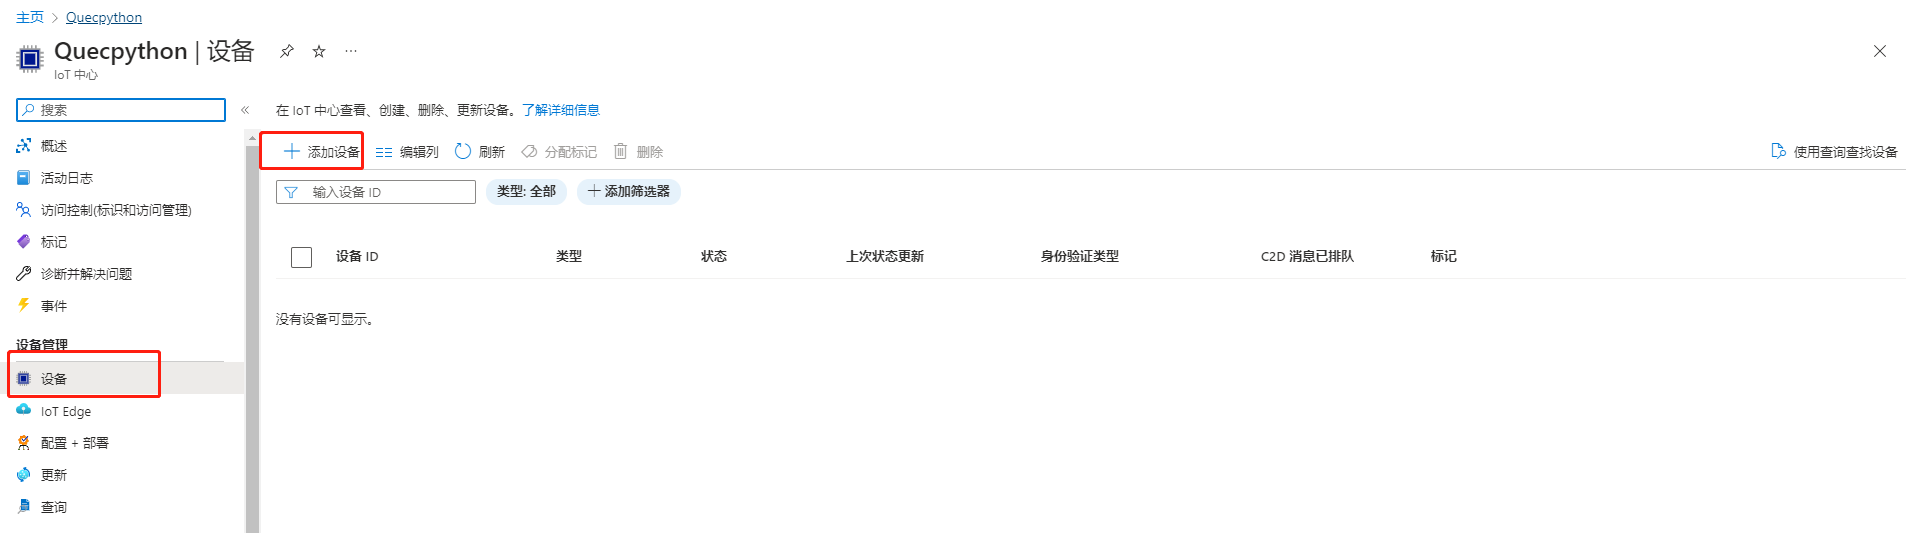 主页 > Quecpython
Quecpython | 设备 ···
IoT 中心
搜索
«
概述
活动日志
访问控制(标识和访问管理)
标记
诊断并解决问题
事件
设备管理
设备
IoT Edge
配置 + 部署
更新
查询
在 IoT 中心查看、创建、删除、更新设备。了解详细信息
添加设备 编辑列 刷新 分配标记 删除 使用查询查找设备
输入设备 ID 类型: 全部 添加筛选器
设备 ID 类型 状态 上次状态更新 身份验证类型 C2D 消息已排队 标记
没有设备可显示。